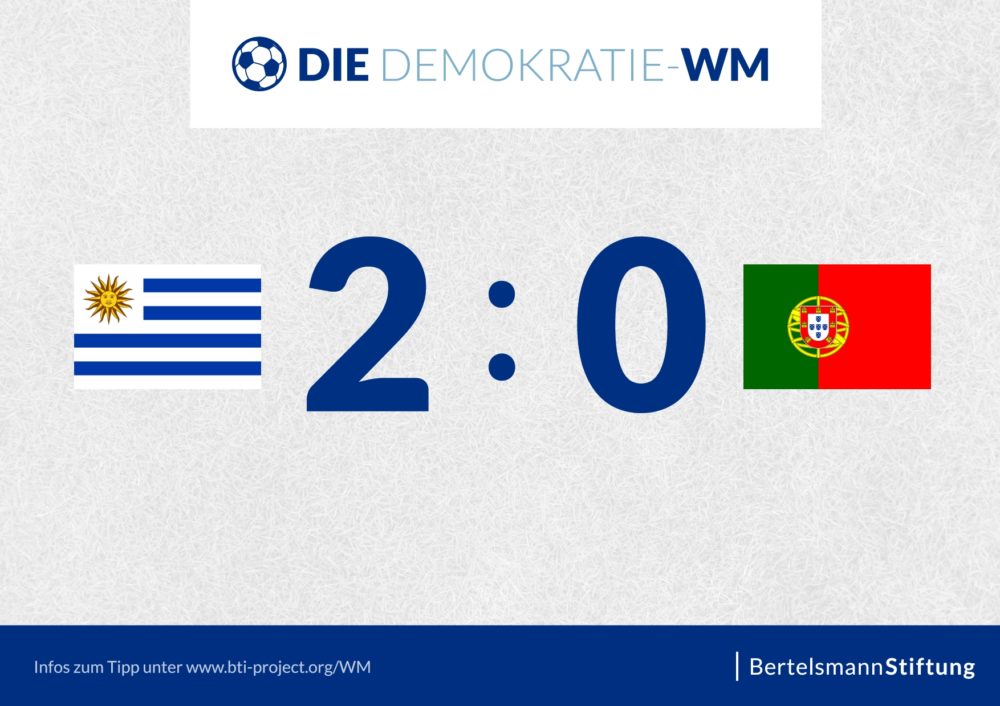 DIE DEMOKRATIE-WM
2 : 0
Infos zum Tipp unter www.bti-project.org/WM
BertelsmannStiftung